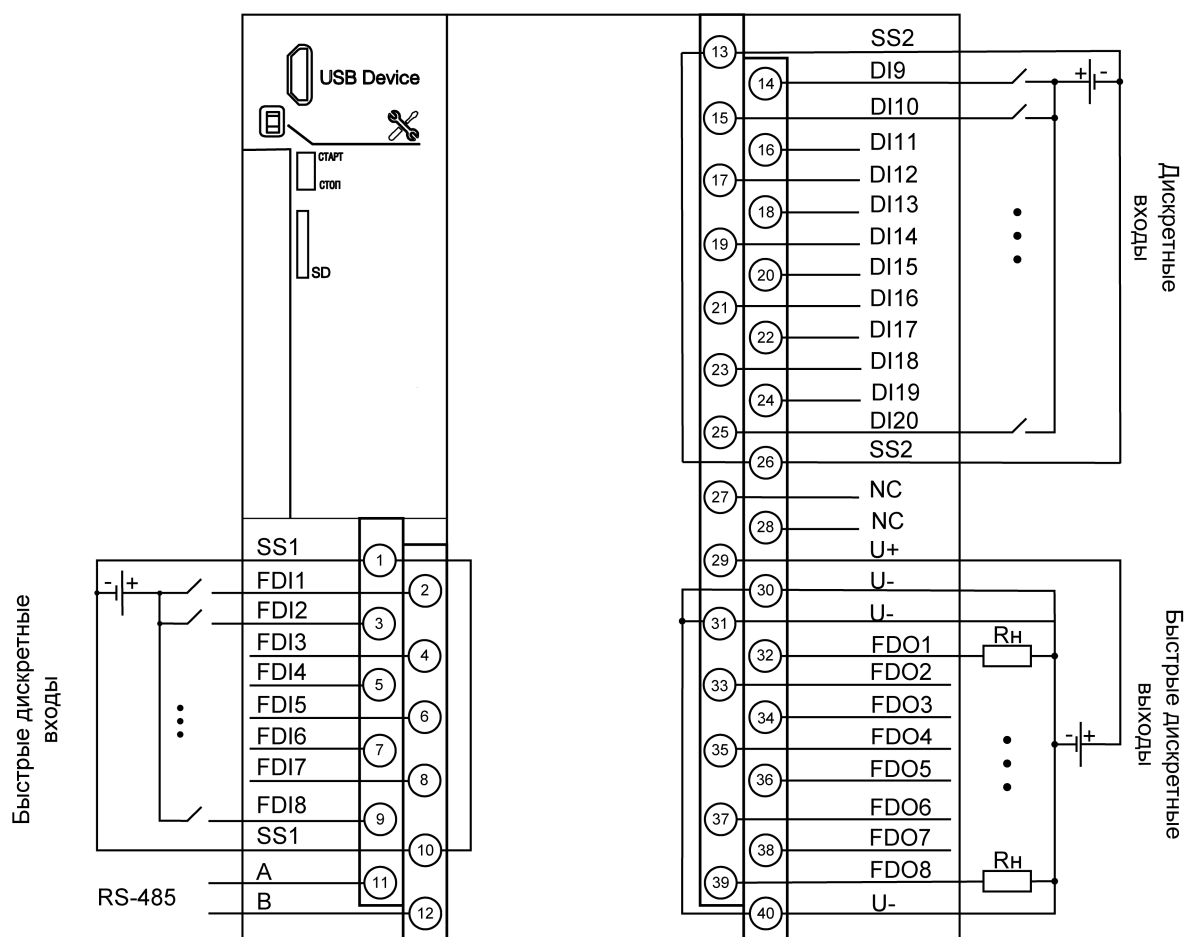 USB Device
СТАРТ
СТОП
SD
SS1
1
- +
FDI1
2
FDI2
3
FDI3
4
FDI4
5
FDI5
6
FDI6
7
FDI7
8
FDI8
9
SS1
10
A
11
RS-485
B
12
Быстрые дискретные
входы
13
SS2
14
DI9
+ -
15
DI10
16
DI11
17
DI12
18
DI13
19
DI14
20
DI15
21
DI16
22
DI17
23
DI18
24
DI19
25
DI20
26
SS2
Дискретные
входы
27
NC
28
NC
29
U+
30
U-
31
U-
32
FDO1
Rн
33
FDO2
34
FDO3
35
FDO4
- +
36
FDO5
37
FDO6
38
FDO7
39
FDO8
Rн
40
U-
Быстрые дискретные
выходы